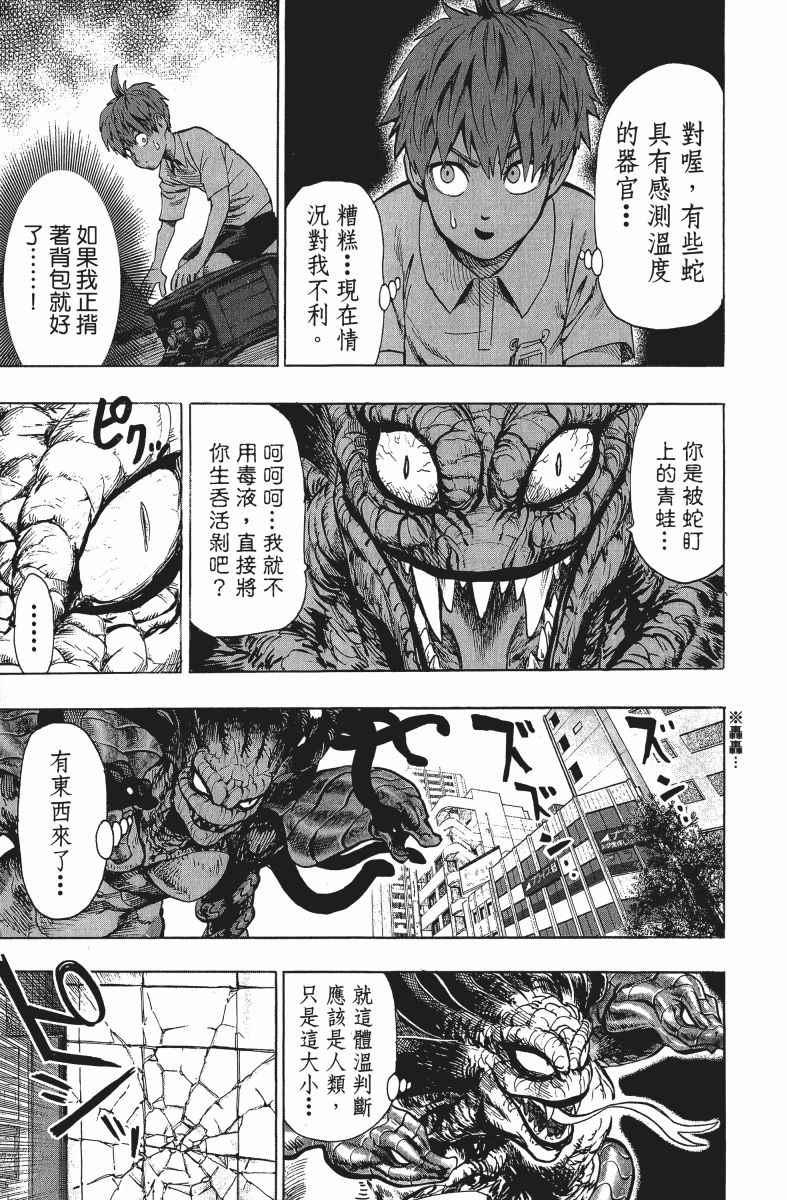 對喔，有些蛇
具有感測溫度
的器官…
糟糕…現在情
況對我不利。
如果我正揹
著背包就好
了……！
你是被蛇盯
上的青蛙…
呵呵呵…我就不
用毒液，直接將
你生吞活剝吧？
ピクッ
……
※轟轟…
ズン…
ズズン…
有東西來了…
就這體溫判斷
應該是人類，
只是這大小…
ドン